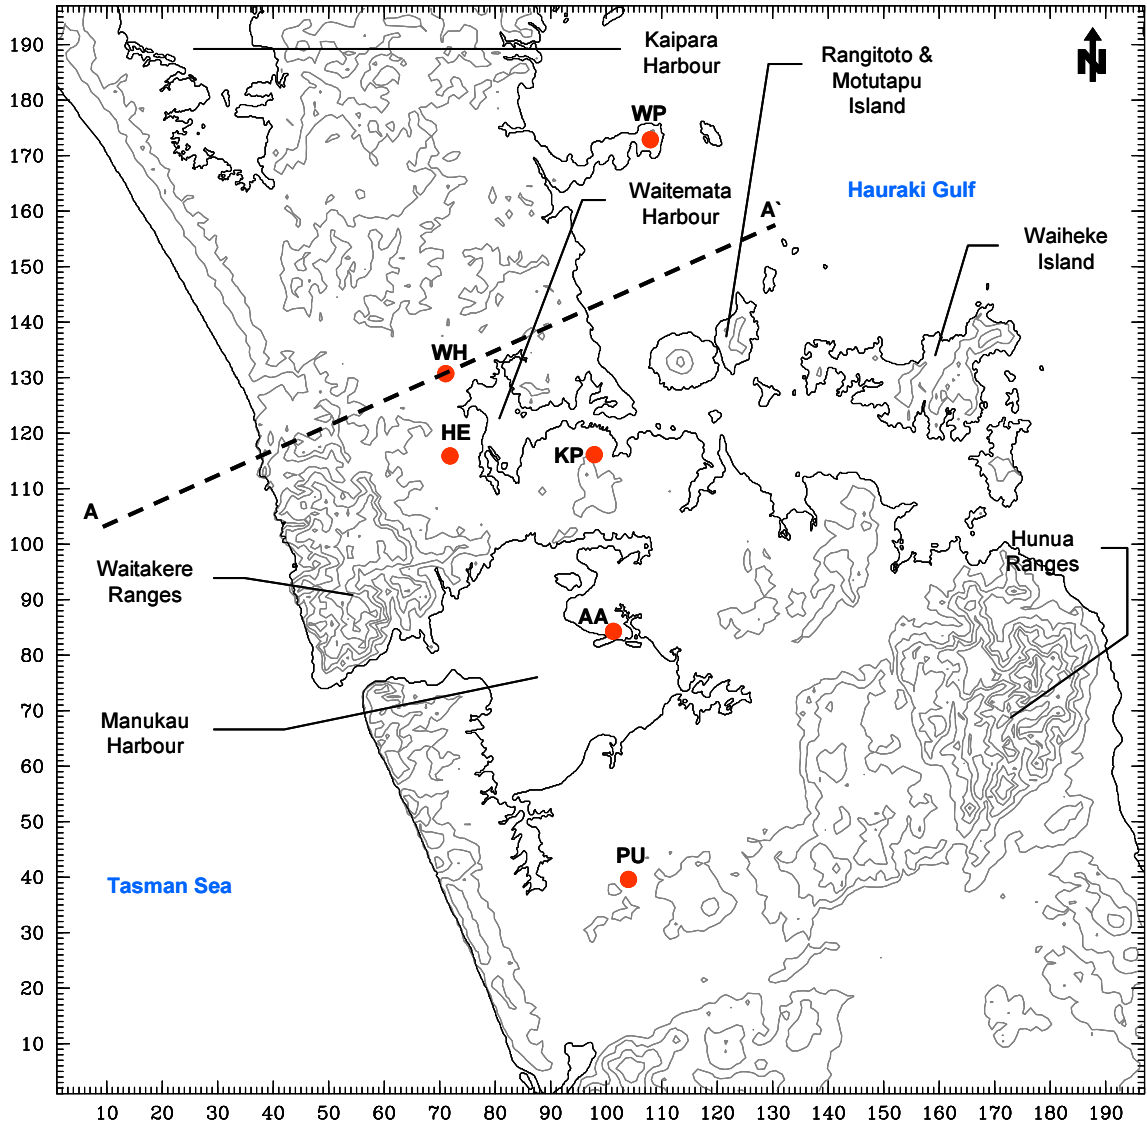 Kaipara
Harbour
Rangitoto &
Motutapu
Island
N
WP
Hauraki Gulf
Waitemata
Harbour
A`
Waiheke
Island
WH
HE
KP
A
Hunua
Ranges
Waitakere
Ranges
AA
Manukau
Harbour
PU
Tasman Sea
190
180
170
160
150
140
130
120
110
100
90
80
70
60
50
40
30
20
10
10 20 30 40 50 60 70 80 90 100 110 120 130 140 150 160 170 180 190